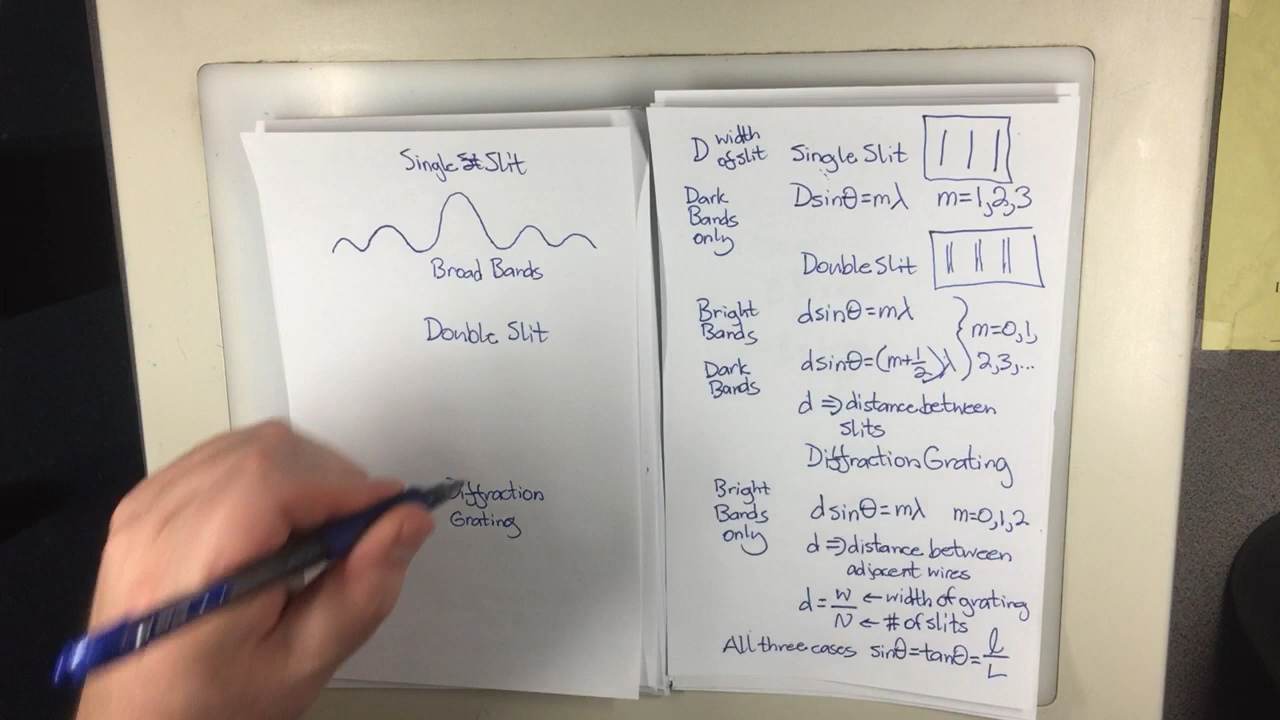 Single Slit
Broad Bands
Double Slit
Diffraction
Grating
D width
of slit
Single Slit
Dark
Bands
only
Dsinθ=mλ m=1,2,3
Double Slit
Bright
Bands
dsinθ=mλ
m=0,1,
2,3,...
Dark
Bands
dsinθ=(m+1/2)λ
d ⇒ distance between
slits
Diffraction Grating
Bright
Bands
only
dsinθ=mλ m=0,1,2
d ⇒ distance between
adjacent wires
d=w/N ← width of grating
← # of slits
All three cases sinθ=tanθ=l/L